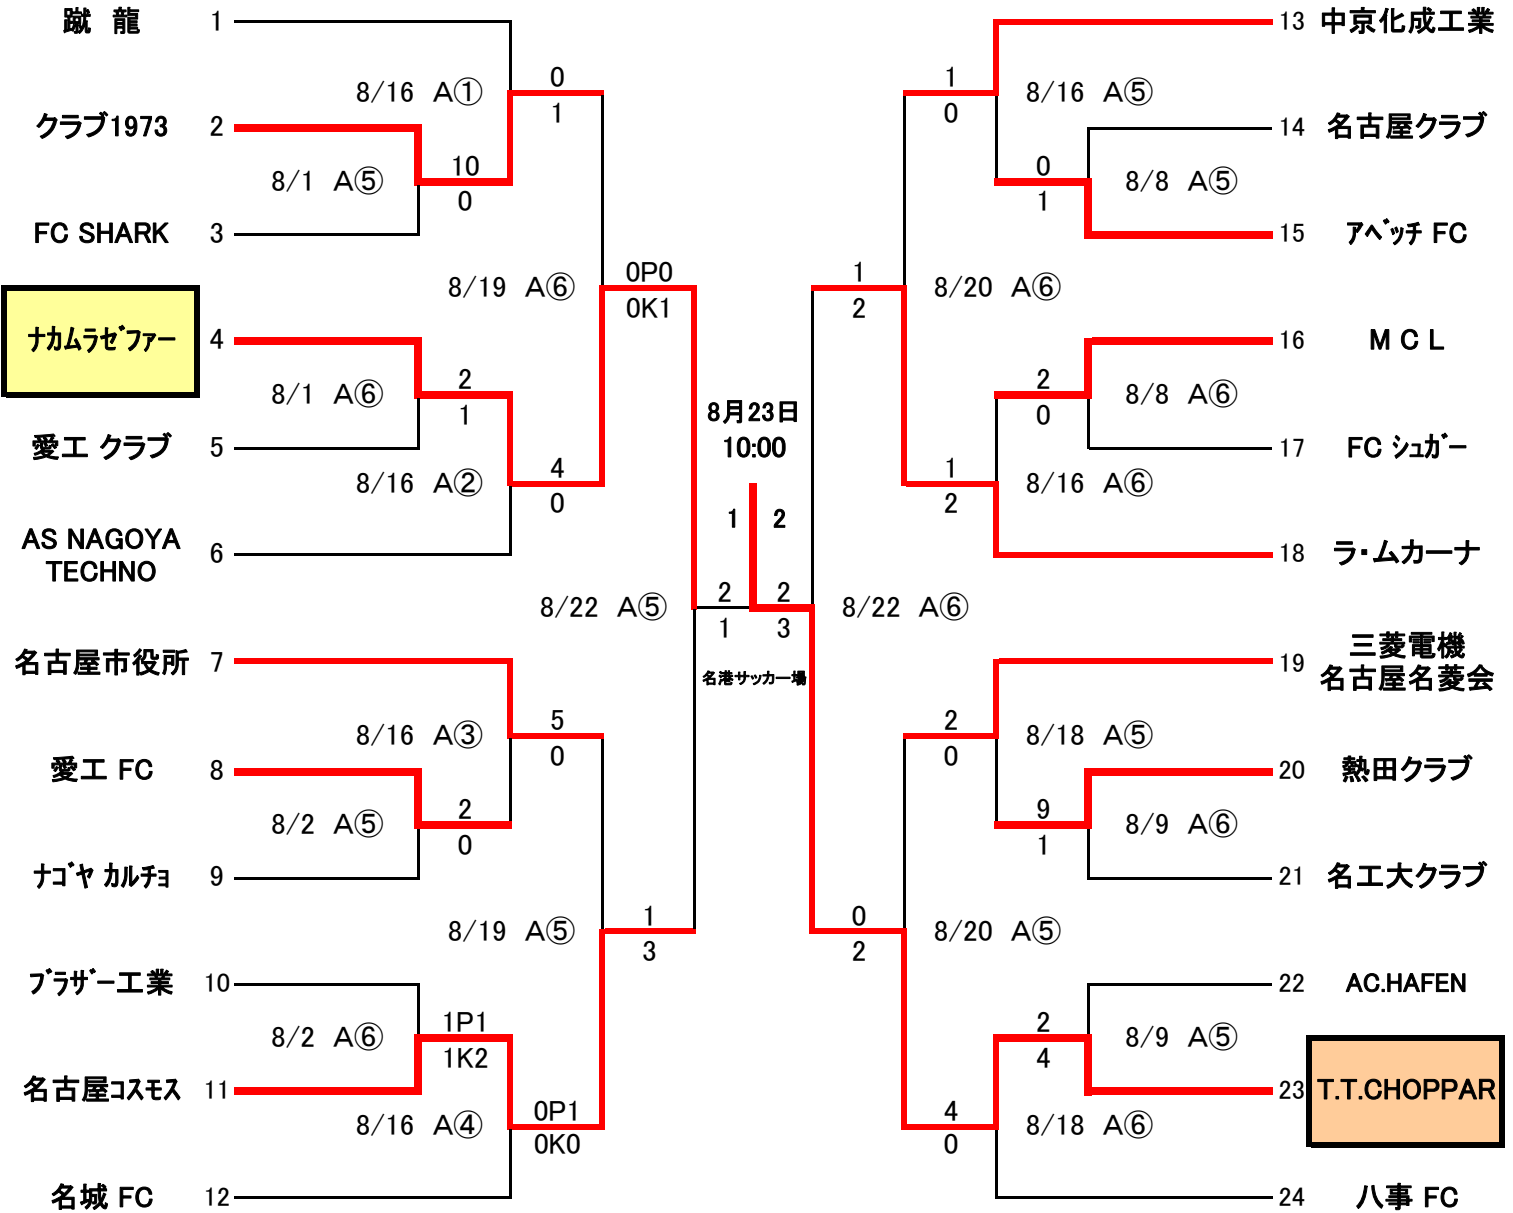 蹴 龍 1
8/16 A① 0
1
クラブ1973 2
8/1 A⑤ 10
0
FC SHARK 3
8/19 A⑥ 0P0
0K1
ﾅｶﾑﾗｾﾞﾌｧｰ 4
8/1 A⑥ 2
1
愛工 クラブ 5
8/16 A② 4
0
AS NAGOYA
TECHNO 6
8/22 A⑤ 2
1
名古屋市役所 7
8/16 A③ 5
0
愛工 FC 8
8/2 A⑤ 2
0
ﾅｺﾞﾔ ｶﾙﾁｮ 9
8/19 A⑤ 1
3
ﾌﾞﾗｻﾞｰ工業 10
8/2 A⑥ 1P1
1K2
名古屋ｺｽﾓｽ 11
8/16 A④ 0P1
0K0
名城 FC 12
8月23日
10:00
1 2
名港サッカー場
13 中京化成工業
1 8/16 A⑤
0
14 名古屋クラブ
0 8/8 A⑤
1
15 ｱﾍﾞｯﾁ FC
1 8/20 A⑥
2
16 M C L
2 8/8 A⑥
0
17 FC ｼｭｶﾞｰ
1 8/16 A⑥
2
18 ラ・ムカーナ
2 8/22 A⑥
3
19 三菱電機
名古屋名菱会
2 8/18 A⑤
0
20 熱田クラブ
9 8/9 A⑥
1
21 名工大クラブ
0 8/20 A⑤
2
22 AC.HAFEN
2 8/9 A⑤
4
23 T.T.CHOPPAR
4 8/18 A⑥
0
24 八事 FC